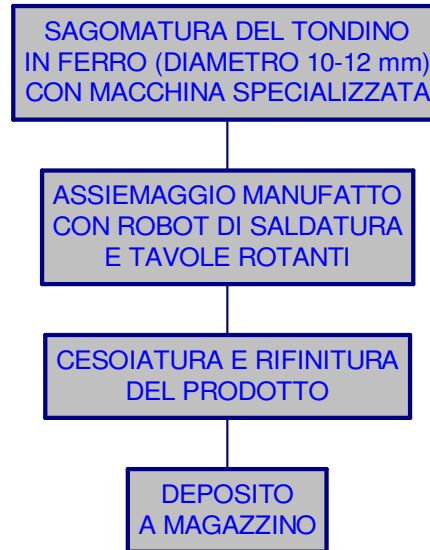 SAGOMATURA DEL TONDINO
IN FERRO (DIAMETRO 10-12 mm)
CON MACCHINA SPECIALIZZATA
ASSIEMAGGIO MANUFATTO
CON ROBOT DI SALDATURA
E TAVOLE ROTANTI
CESOIATURA E RIFINITURA
DEL PRODOTTO
DEPOSITO
A MAGAZZINO